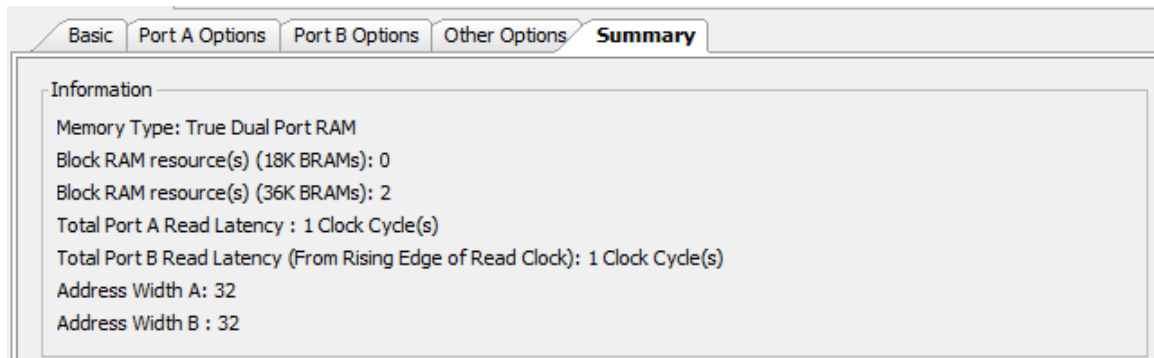 Basic Port A Options Port B Options Other Options Summary
Information
Memory Type: True Dual Port RAM
Block RAM resource(s) (18K BRAMs): 0
Block RAM resource(s) (36K BRAMs): 2
Total Port A Read Latency : 1 Clock Cycle(s)
Total Port B Read Latency (From Rising Edge of Read Clock): 1 Clock Cycle(s)
Address Width A: 32
Address Width B : 32